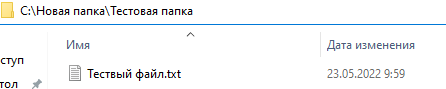 C:\Новая папка\Тестовая папка
Имя Дата изменения
ступ
Тествый файл.txt 23.05.2022 9:59
тол